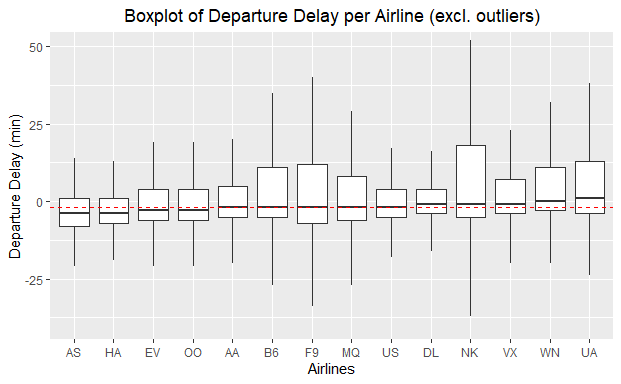 Boxplot of Departure Delay per Airline (excl. outliers)
Departure Delay (min)
50
25
0
-25
AS HA EV OO AA B6 F9 MQ US DL NK VX WN UA
Airlines